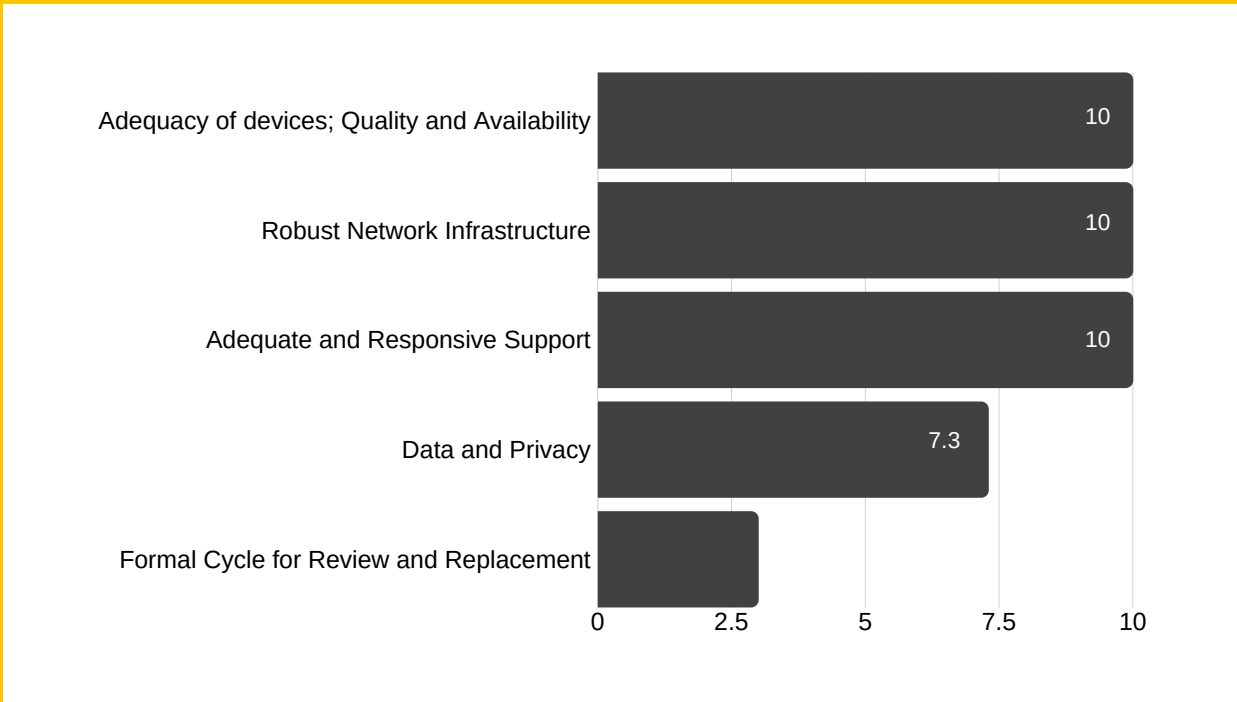 Adequacy of devices; Quality and Availability
10
Robust Network Infrastructure
10
Adequate and Responsive Support
10
Data and Privacy
7.3
Formal Cycle for Review and Replacement
0 2.5 5 7.5 10